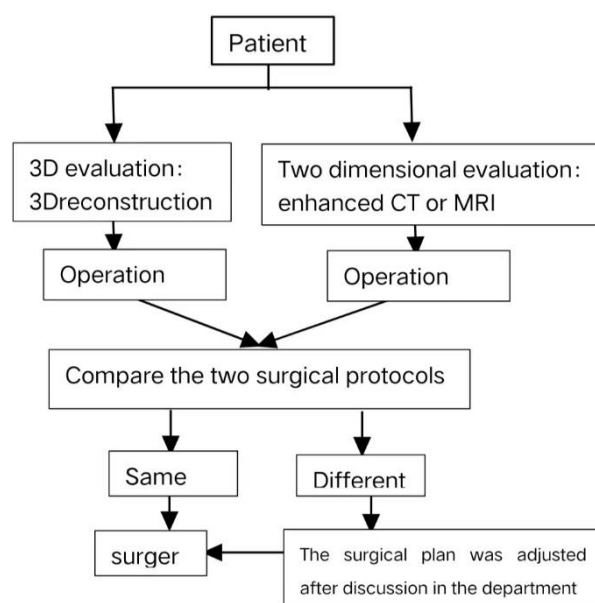 Patient
3D evaluation:
3Dreconstruction
Two dimensional evaluation:
enhanced CT or MRI
Operation
Operation
Compare the two surgical protocols
Same
Different
surger
The surgical plan was adjusted
after discussion in the department